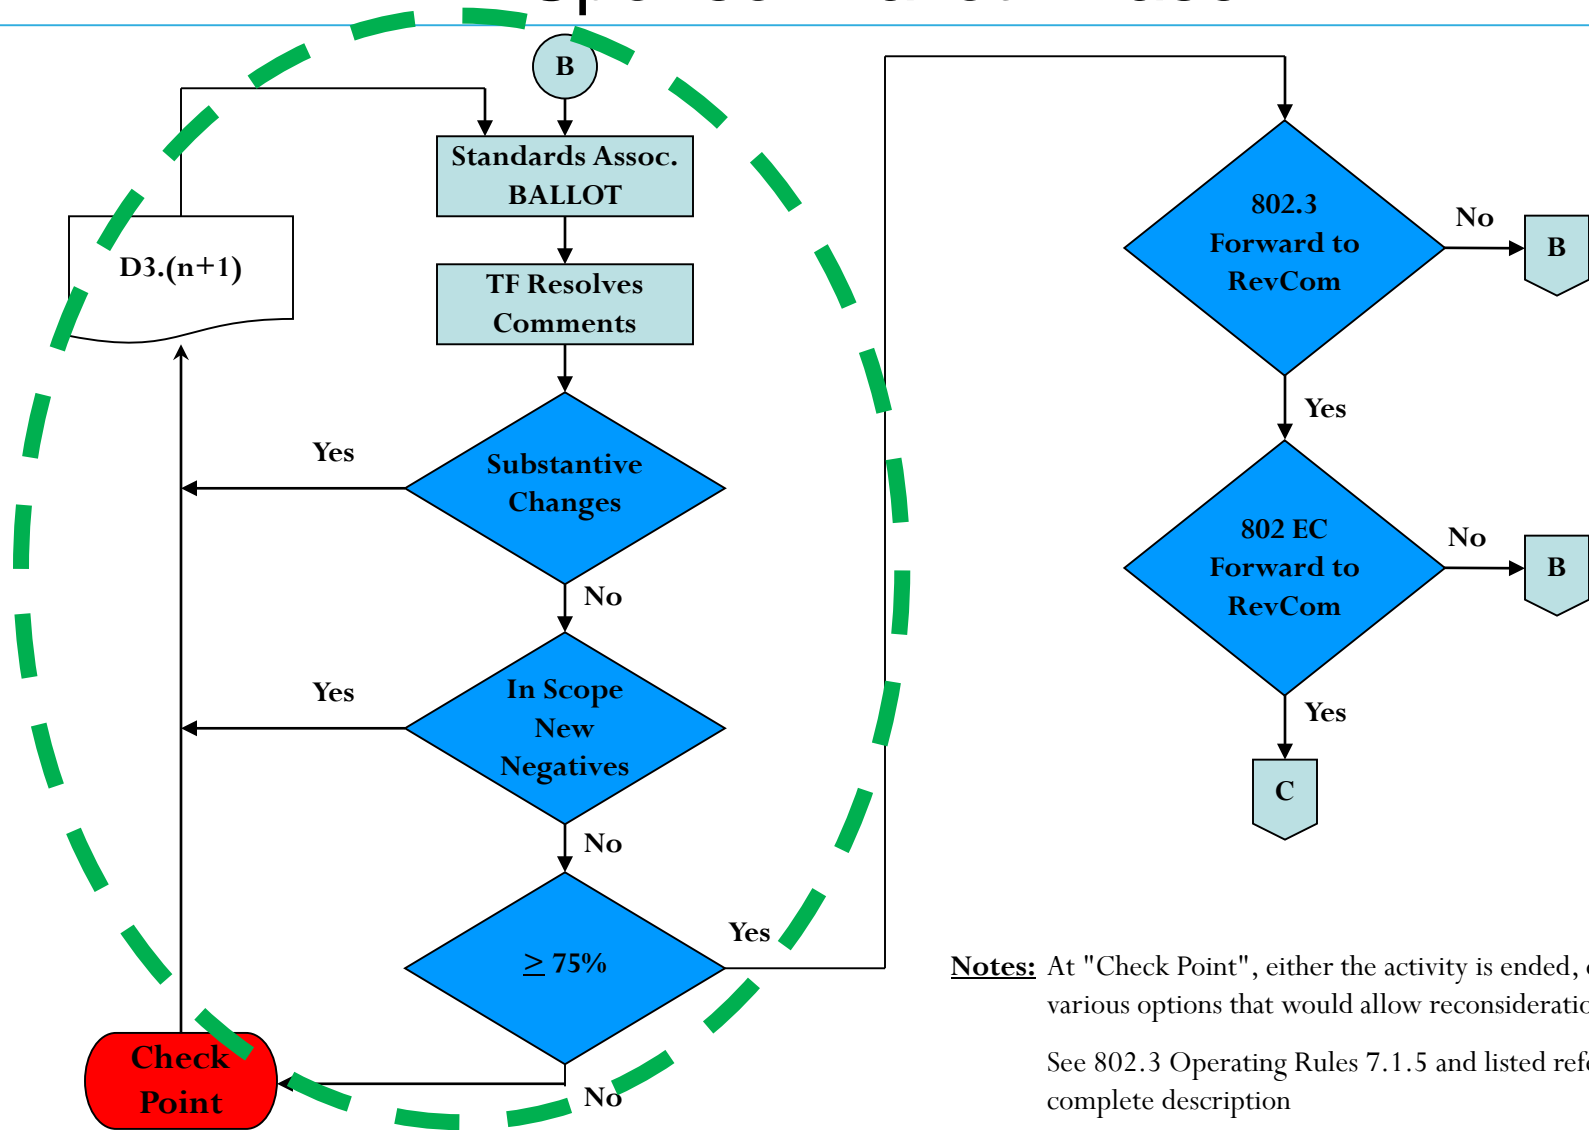 B
Standards Assoc.
BALLOT
D3.(n+1)
TF Resolves
Comments
Yes
Substantive
Changes
No
Yes
In Scope
New
Negatives
No
≥ 75%
Yes
No
Check
Point
802.3
Forward to
RevCom
No
B
Yes
802 EC
Forward to
RevCom
No
B
Yes
C
Notes: At "Check Point", either the activity is ended,
various options that would allow
See 802.3 Operating Rules 7.1.5 and listed
complete description